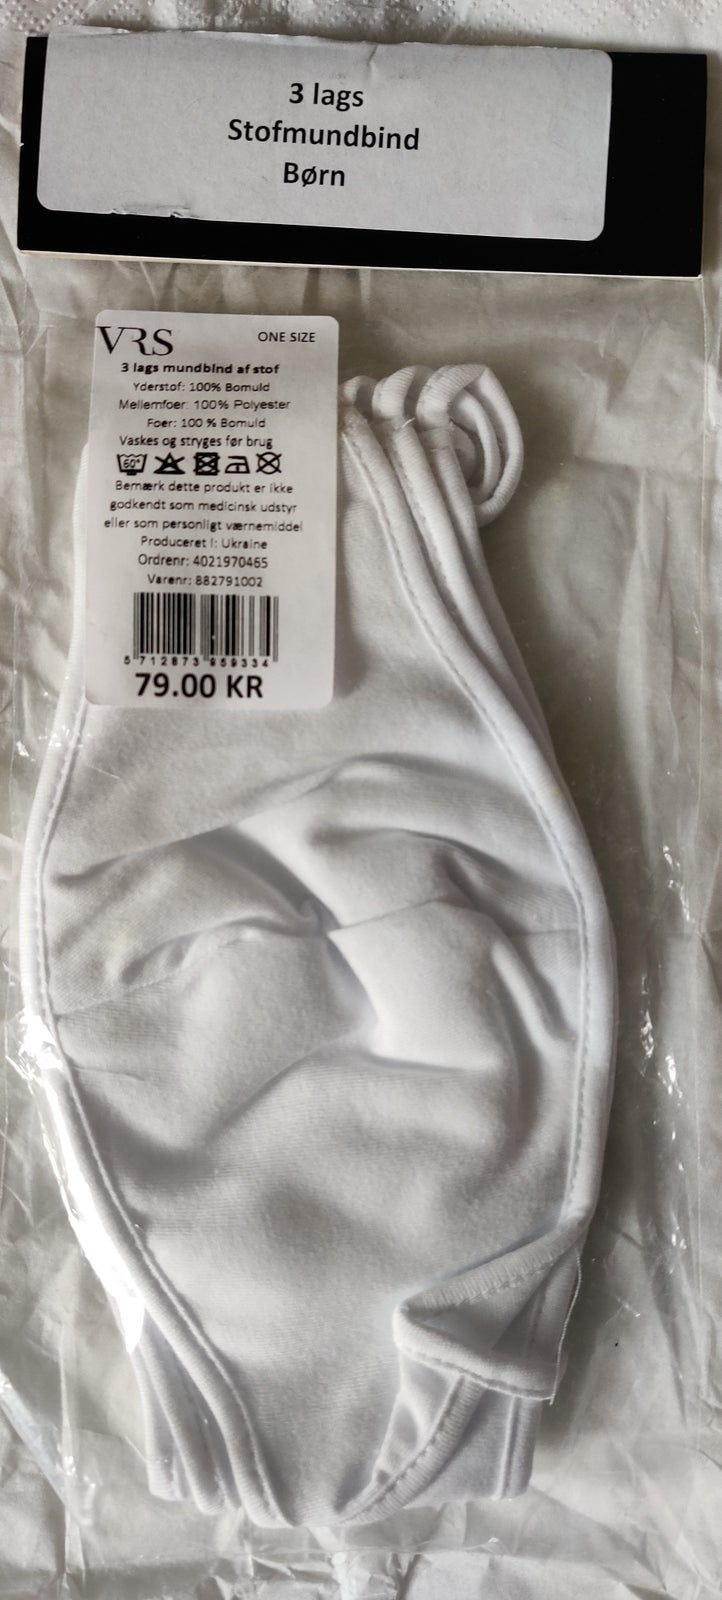 3 lags
Stofmundbind
Børn
VRS
ONE SIZE
3 lags mundbind af stof
Yderstof: 100% Bomuld
Mellemfoer: 100% Polyester
Foer: 100 % Bomuld
Vaskes og stryges før brug
60°
Bemærk dette produkt er ikke
godkendt som medicinsk udstyr
eller som personligt værnemiddel
Produceret i: Ukraine
Ordrenr: 4021970465
Varenr: 882791002
5 712873 959334
79.00 KR